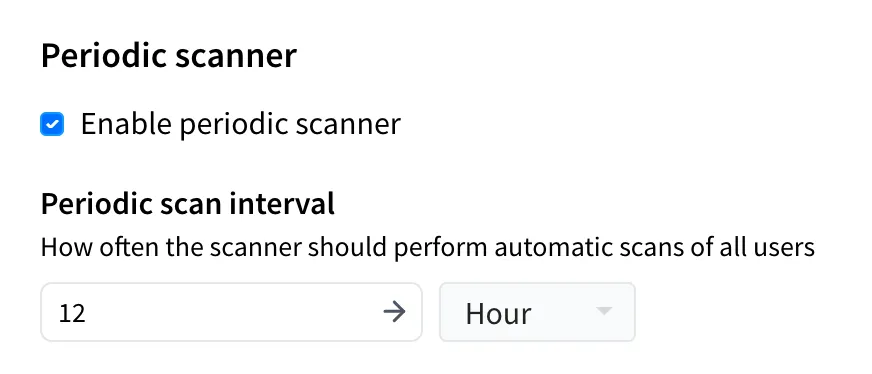 Periodic scanner
Enable periodic scanner
Periodic scan interval
How often the scanner should perform automatic scans of all users
12
Hour